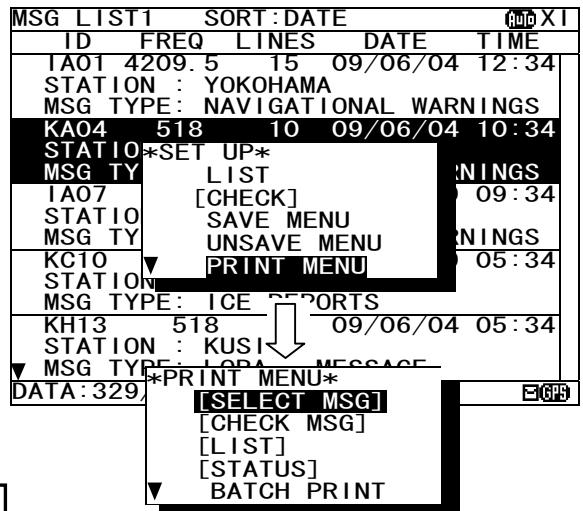 MSG LIST1 SORT:DATE Auto XI
ID FREQ LINES DATE TIME
IA01 4209.5 15 09/06/04 12:34
STATION : YOKOHAMA
MSG TYPE: NAVIGATIONAL WARNINGS
KA04 518 10 09/06/04 10:34
STATIO
MSG TY RNINGS
IA07 09:34
STATIO
MSG TY RNINGS
KC10 05:34
STATION
MSG TYPE: ICE REPORTS
KH13 518 09/06/04 05:34
STATION : KUSI
MSG TYPE: LORA MESSAGE
DATA:329/ GPS
*SET UP*
LIST
[CHECK]
SAVE MENU
UNSAVE MENU
PRINT MENU
*PRINT MENU*
[SELECT MSG]
[CHECK MSG]
[LIST]
[STATUS]
BATCH PRINT
]